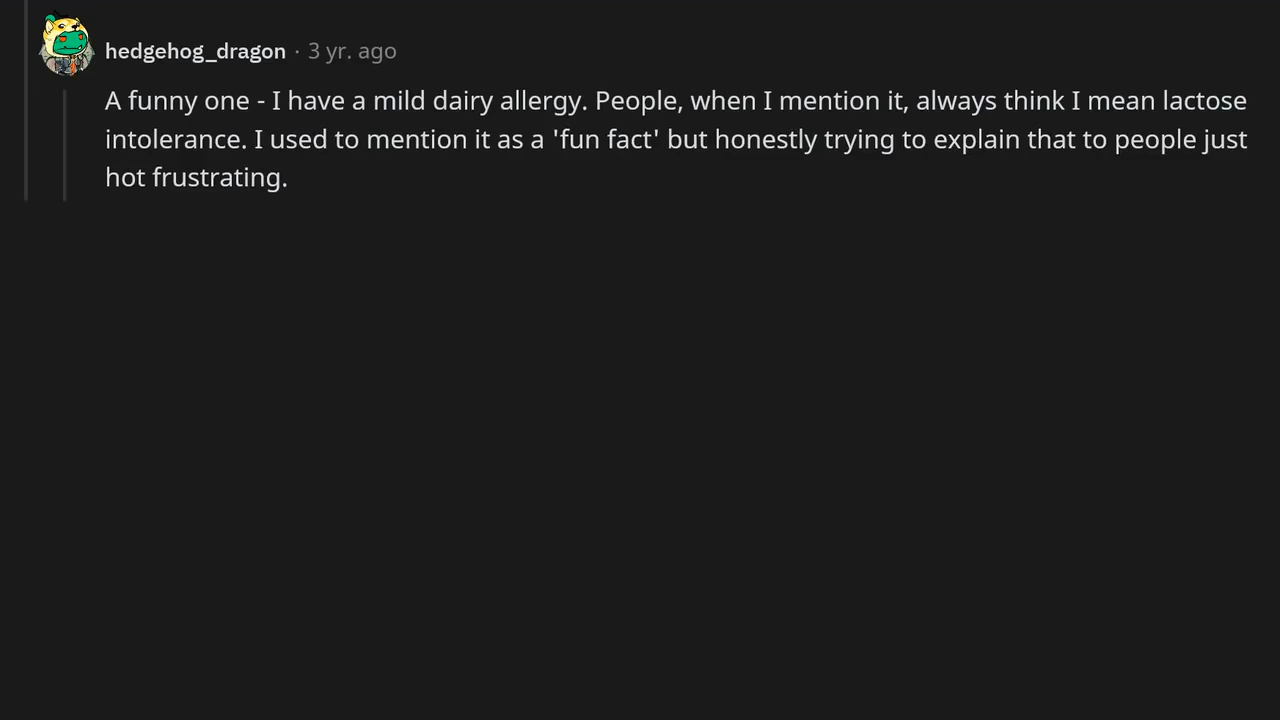 hedgehog_dragon · 3 yr. ago
A funny one - I have a mild dairy allergy. People, when I mention it, always think I mean lactose
intolerance. I used to mention it as a 'fun fact' but honestly trying to explain that to people just
hot frustrating.